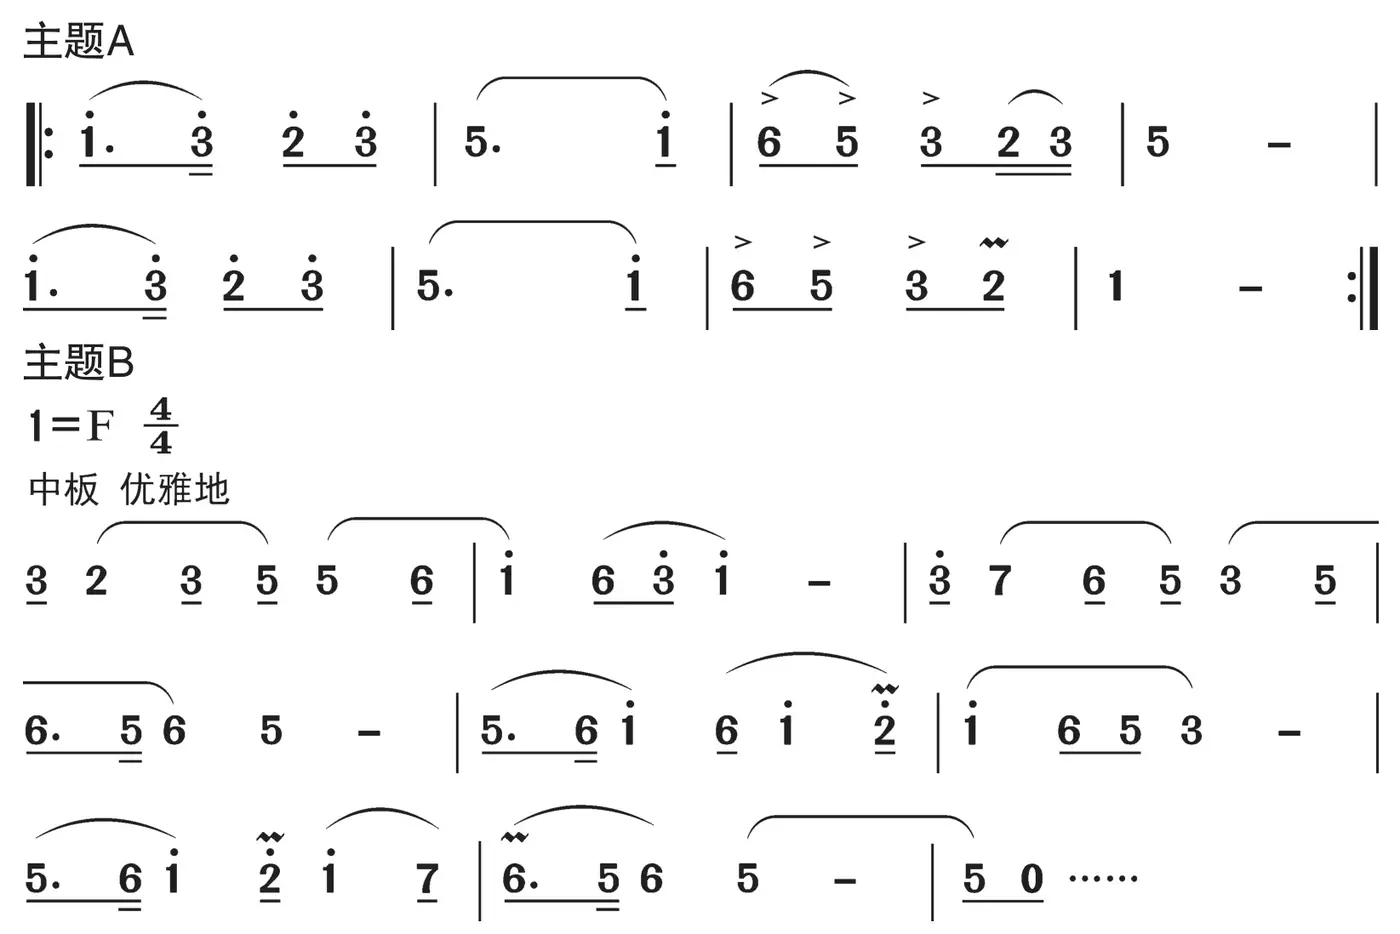 主题A
‖: i̇. 3̇ 2̇ 3̇ | 5. 1̇ | 6 5 3 2 3 | 5 – |
1̇. 3̇ 2̇ 3̇ | 5. 1̇ | 6 5 3 2 | 1 – :‖
主题B
1=F 4/4
中板 优雅地
3 2 3 5 5 6 | 1̇ 6 3̇ 1̇ – | 3̇ 7 6 5 3 5 |
6. 5 6 5 – | 5. 6 1̇ 6 1̇ 2̇ | 1̇ 6 5 3 – |
5. 6 1̇ 2̇ 1̇ 7 | 6. 5 6 5 – | 5 0 ……